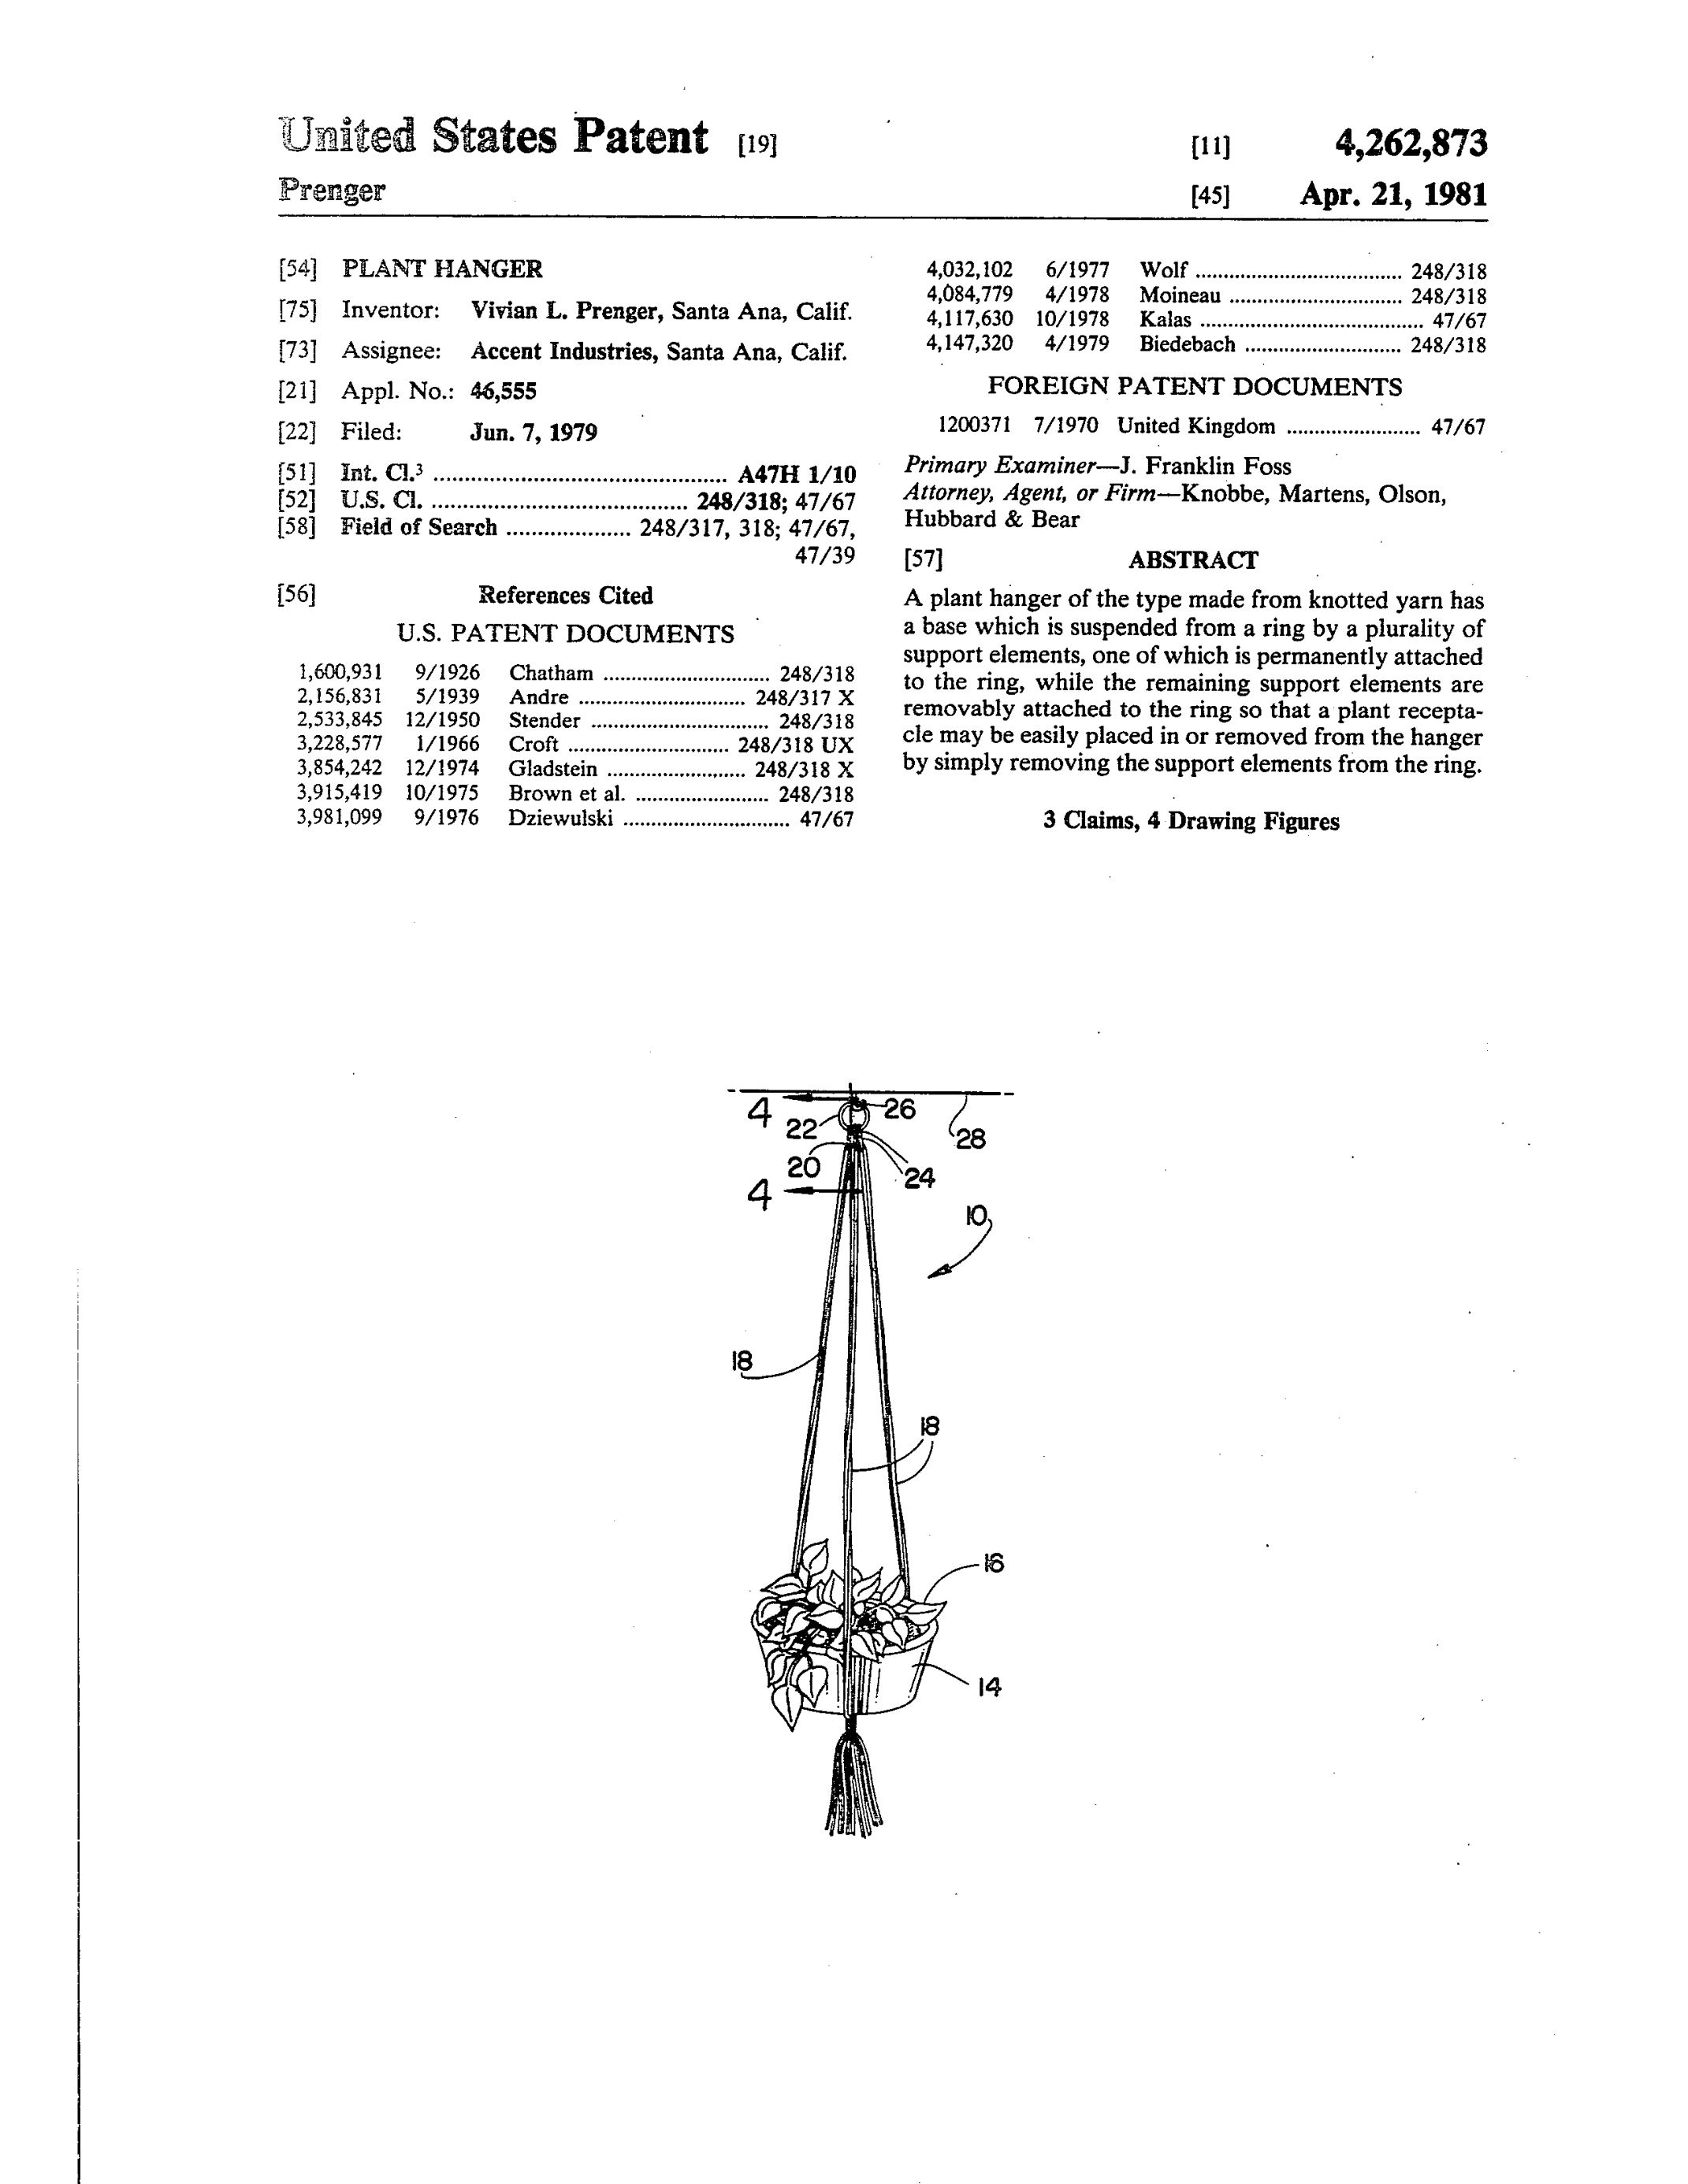 United States Patent [19]
[11] 4,262,873
Prenger
[45] Apr. 21, 1981
[54] PLANT HANGER
[75] Inventor: Vivian L. Prenger, Santa Ana, Calif.
[73] Assignee: Accent Industries, Santa Ana, Calif.
[21] Appl. No.: 46,555
[22] Filed: Jun. 7, 1979
[51] Int. Cl.³ ............................................... A47H 1/10
[52] U.S. Cl. ......................................... 248/318; 47/67
[58] Field of Search .................... 248/317, 318; 47/67,
47/39
[56] References Cited
U.S. PATENT DOCUMENTS
1,600,931 9/1926 Chatham .............................. 248/318
2,156,831 5/1939 Andre ............................... 248/317 X
2,533,845 12/1950 Stender ................................ 248/318
3,228,577 1/1966 Croft ............................. 248/318 UX
3,854,242 12/1974 Gladstein ......................... 248/318 X
3,915,419 10/1975 Brown et al. ........................ 248/318
3,981,099 9/1976 Dziewulski .............................. 47/67
4,032,102 6/1977 Wolf ..................................... 248/318
4,084,779 4/1978 Moineau ............................... 248/318
4,117,630 10/1978 Kalas ........................................ 47/67
4,147,320 4/1979 Biedebach ............................ 248/318
FOREIGN PATENT DOCUMENTS
1200371 7/1970 United Kingdom ........................ 47/67
Primary Examiner—J. Franklin Foss
Attorney, Agent, or Firm—Knobbe, Martens, Olson,
Hubbard & Bear
[57] ABSTRACT
A plant hanger of the type made from knotted yarn has
a base which is suspended from a ring by a plurality of
support elements, one of which is permanently attached
to the ring, while the remaining support elements are
removably attached to the ring so that a plant recepta-
cle may be easily placed in or removed from the hanger
by simply removing the support elements from the ring.
3 Claims, 4 Drawing Figures
4
26
22
28
20
24
4
10
18
18
16
14